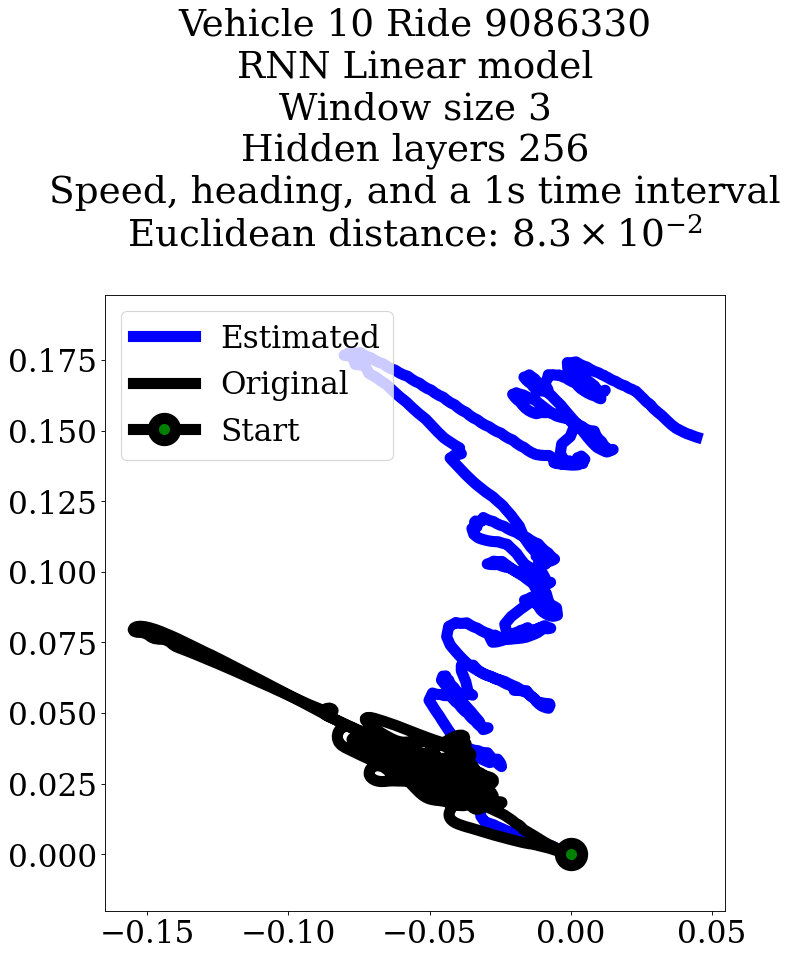 Vehicle 10 Ride 9086330
RNN Linear model
Window size 3
Hidden layers 256
Speed, heading, and a 1s time interval
Euclidean distance: 8.3 × 10⁻²
Estimated
Original
Start
0.175
0.150
0.125
0.100
0.075
0.050
0.025
0.000
−0.15 −0.10 −0.05 0.00 0.05